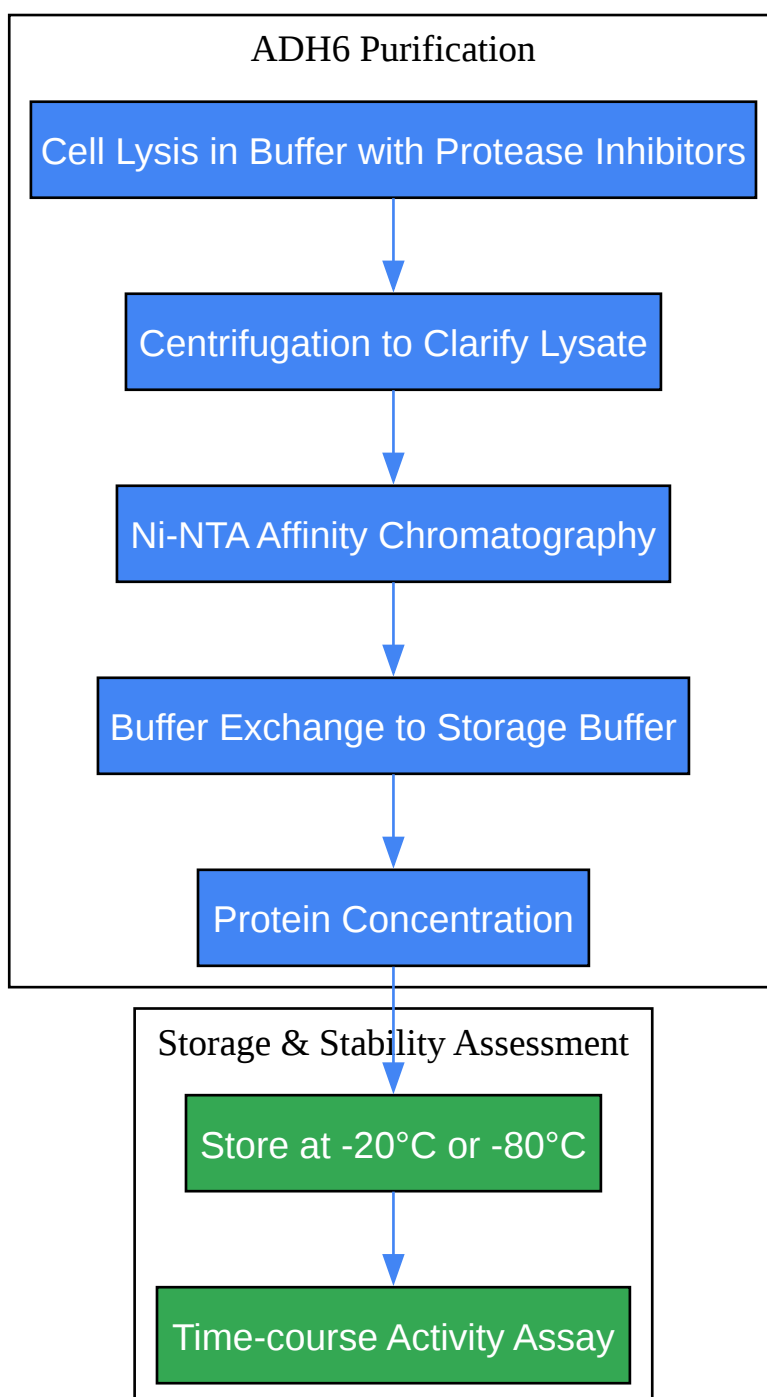 ADH6 Purification
Cell Lysis in Buffer with Protease Inhibitors
Centrifugation to Clarify Lysate
Ni-NTA Affinity Chromatography
Buffer Exchange to Storage Buffer
Protein Concentration
Storage & Stability Assessment
Store at -20°C or -80°C
Time-course Activity Assay